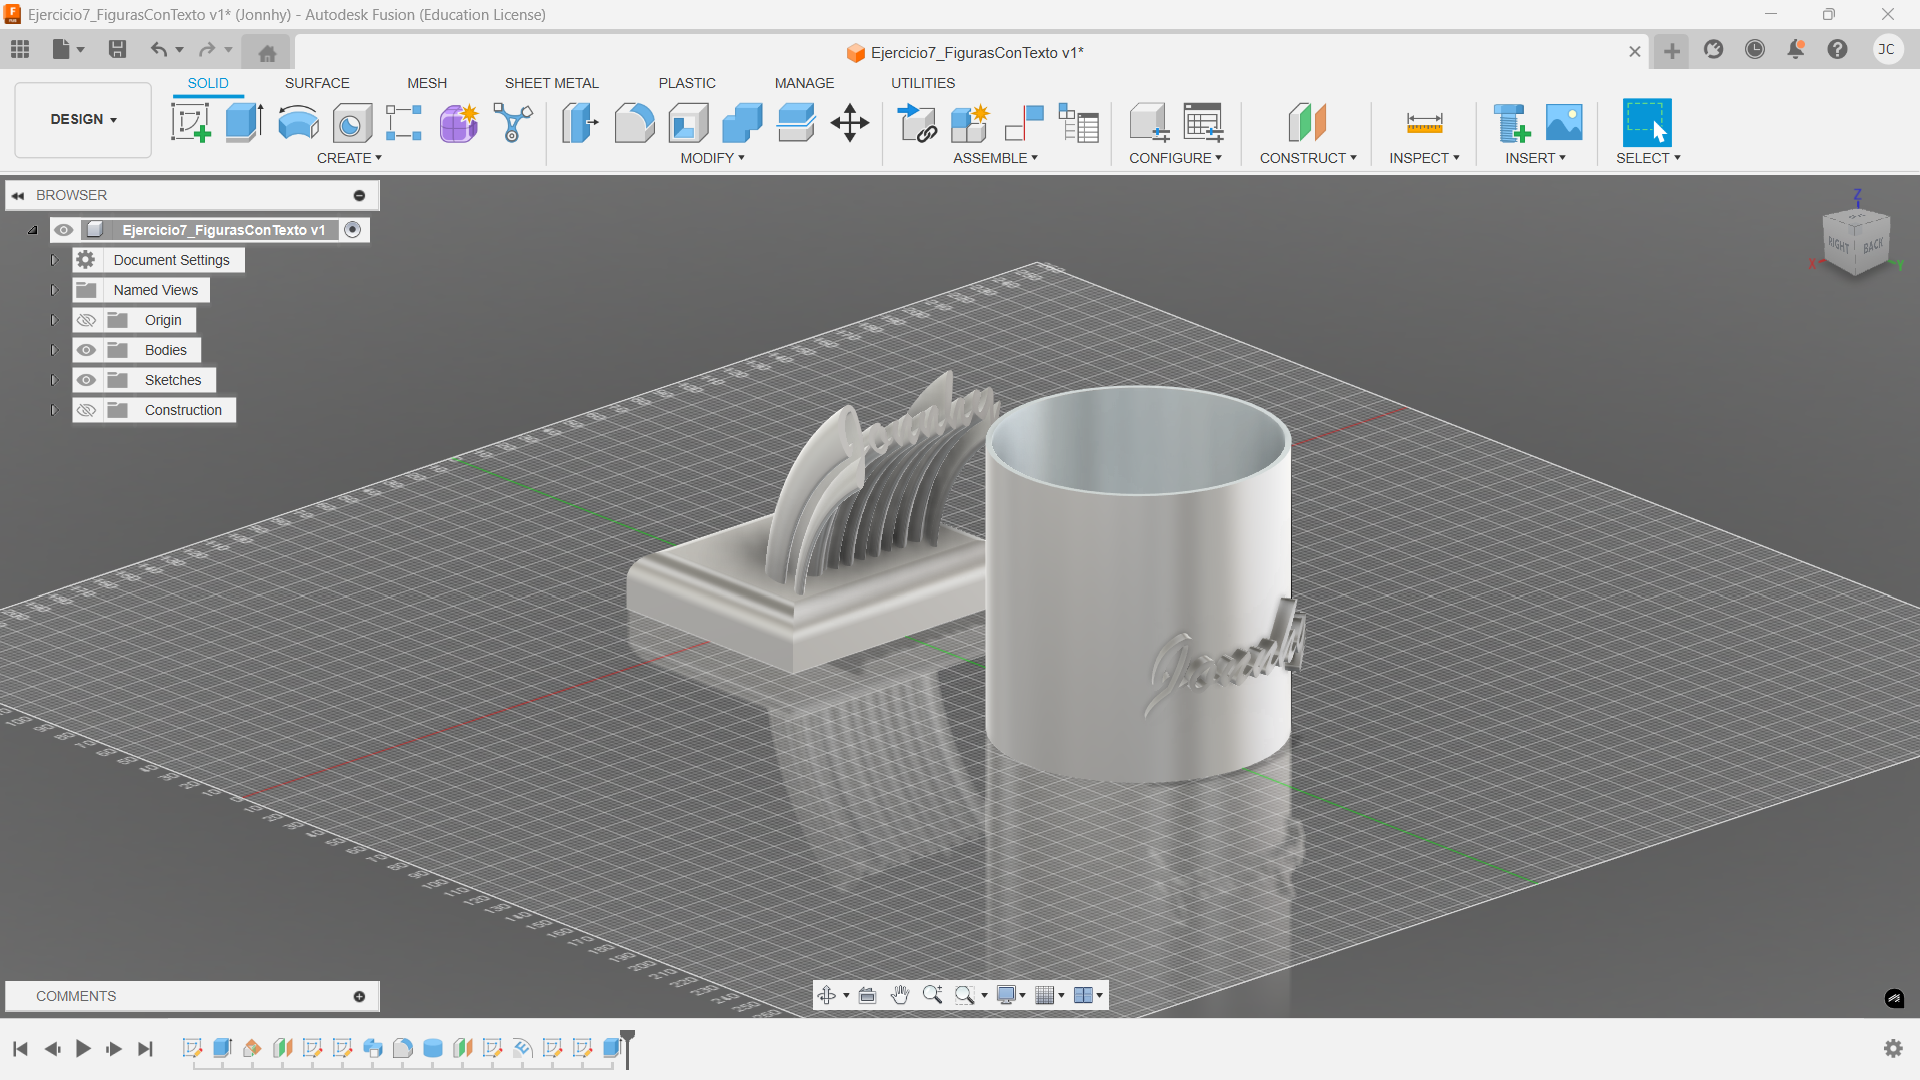 Ejercicio7_FigurasConTexto v1* (Jonnhy) - Autodesk Fusion (Education License)
Ejercicio7_FigurasConTexto v1*
JC
SOLID SURFACE MESH SHEET METAL PLASTIC MANAGE UTILITIES
DESIGN
CREATE MODIFY ASSEMBLE CONFIGURE CONSTRUCT INSPECT INSERT SELECT
BROWSER
Ejercicio7_FigurasConTexto v1
Document Settings
Named Views
Origin
Bodies
Sketches
Construction
Z
RIGHT BACK
X Y
Jonnhy
COMMENTS